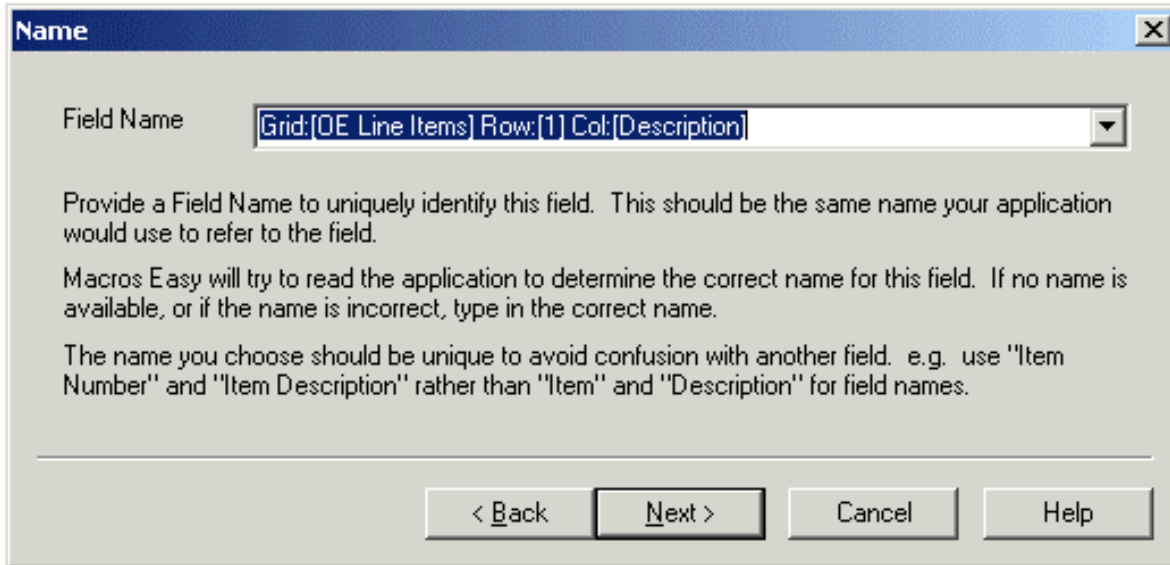 Name
Field Name
Grid:[OE Line Items] Row:[1] Col:[Description]
Provide a Field Name to uniquely identify this field.  This should be the same name your application
would use to refer to the field.
Macros Easy will try to read the application to determine the correct name for this field.  If no name is
available, or if the name is incorrect, type in the correct name.
The name you choose should be unique to avoid confusion with another field.  e.g.  use "Item
Number" and "Item Description" rather than "Item" and "Description" for field names.
< Back
Next >
Cancel
Help